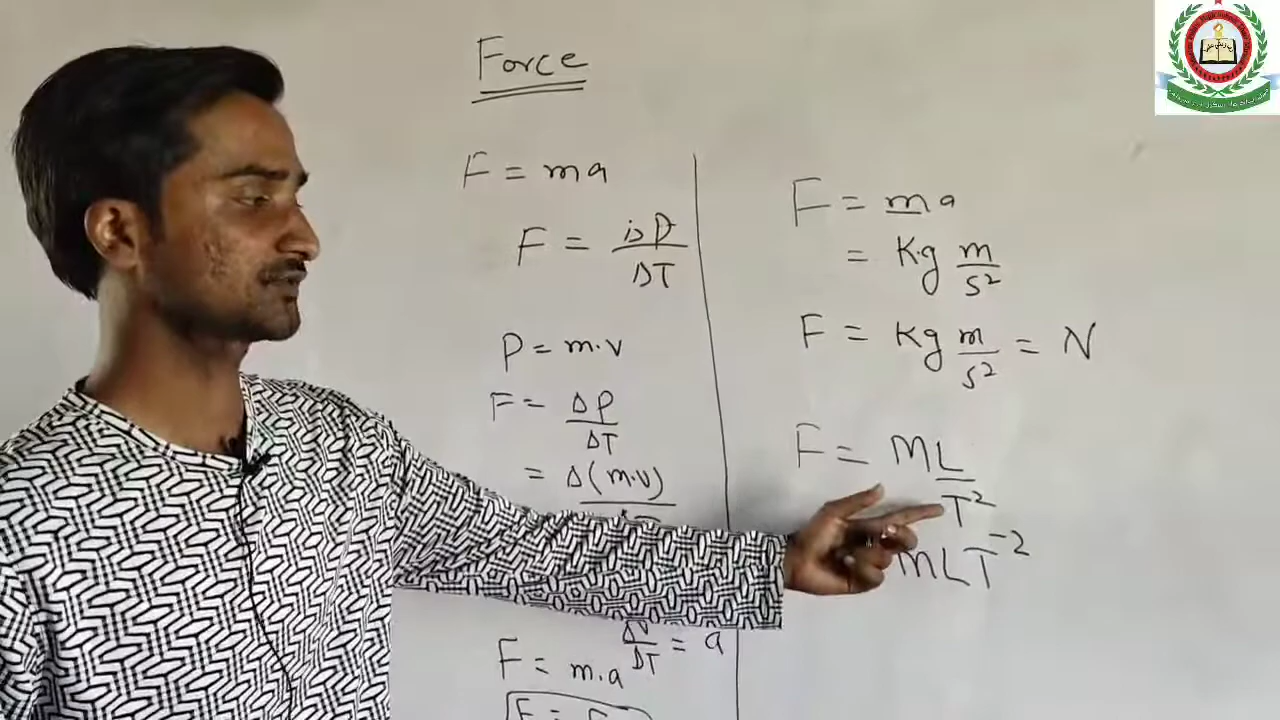 Force
F = ma
F = ΔP/ΔT
P = m.v
F = ΔP/ΔT
= Δ(m.v)
ΔV/ΔT = a
F = m.a
F =
F = ma
= Kg m/s²
F = Kg m/s² = N
F = ML/T²
MLT⁻²